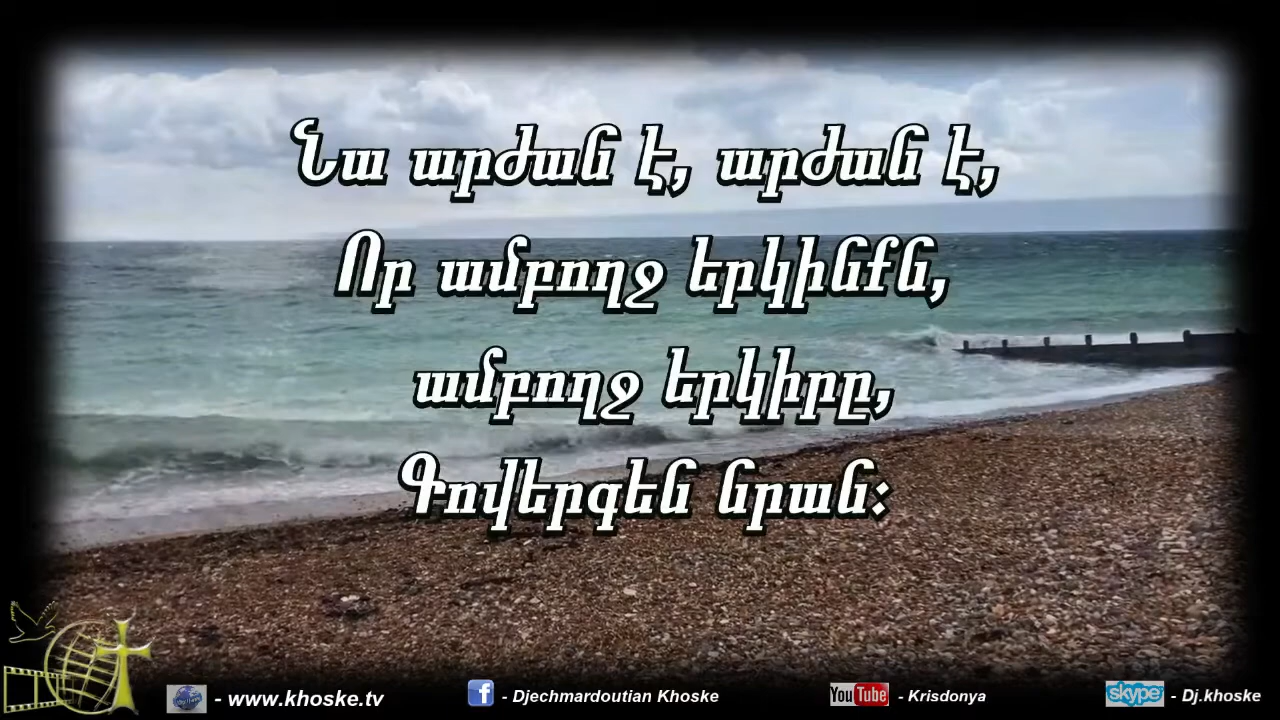 Նա արժան է, արժան է,
Որ ամբողջ երկինքն,
ամբողջ երկիրը,
Գովերգեն նրան:
- www.khoske.tv
- Djechmardoutian Khoske
YouTube - Krisdonya
skype - Dj.khoske